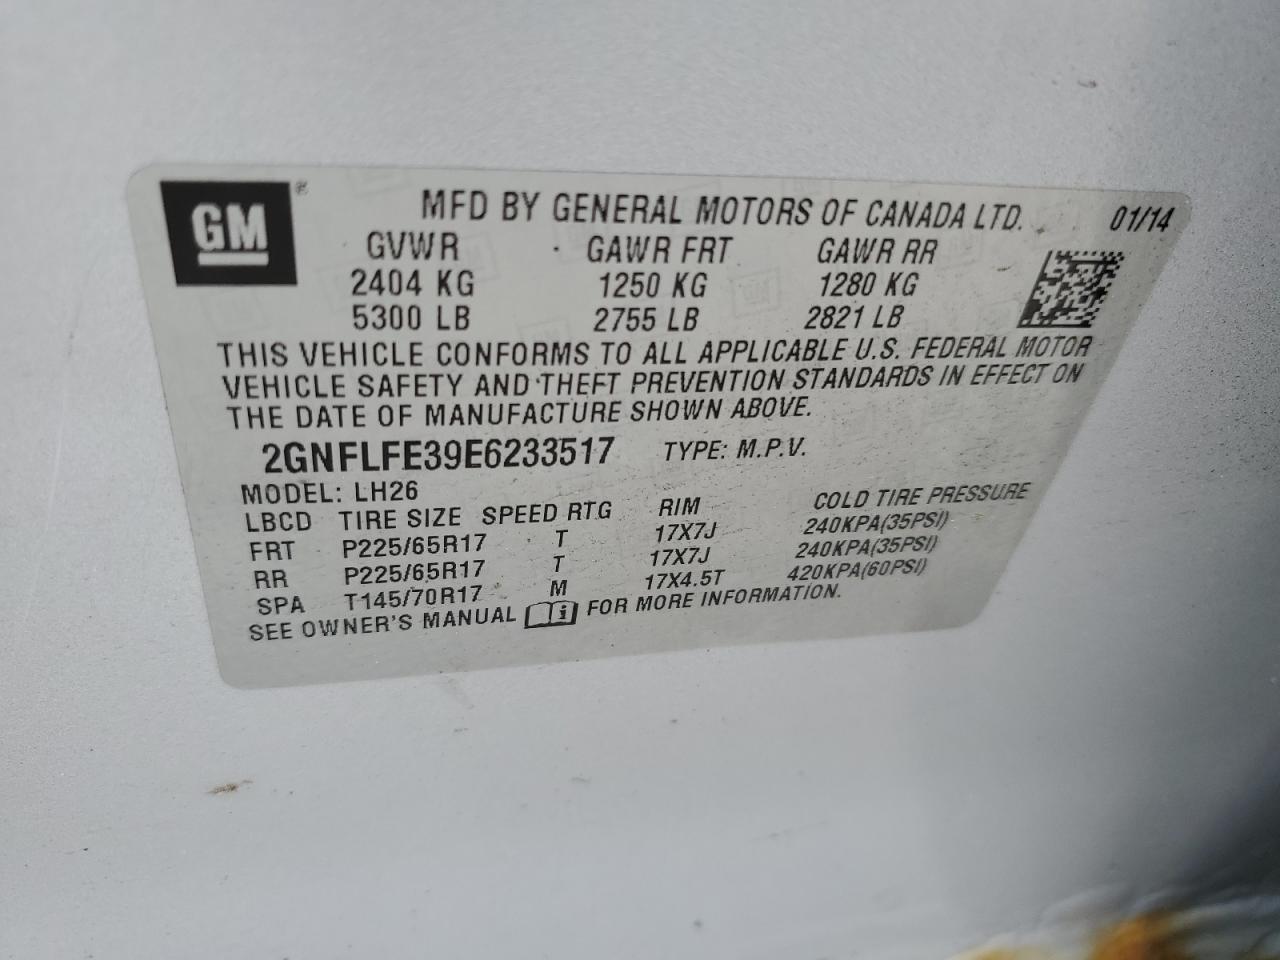 GM®
MFD BY GENERAL MOTORS OF CANADA LTD. 01/14
GVWR GAWR FRT GAWR RR
2404 KG 1250 KG 1280 KG
5300 LB 2755 LB 2821 LB
THIS VEHICLE CONFORMS TO ALL APPLICABLE U.S. FEDERAL MOTOR
VEHICLE SAFETY AND THEFT PREVENTION STANDARDS IN EFFECT ON
THE DATE OF MANUFACTURE SHOWN ABOVE.
2GNFLFE39E6233517 TYPE: M.P.V.
MODEL: LH26
LBCD TIRE SIZE SPEED RTG RIM COLD TIRE PRESSURE
FRT P225/65R17 T 17X7J 240KPA(35PSI)
RR P225/65R17 T 17X7J 240KPA(35PSI)
SPA T145/70R17 M 17X4.5T 420KPA(60PSI)
SEE OWNER'S MANUAL i FOR MORE INFORMATION.